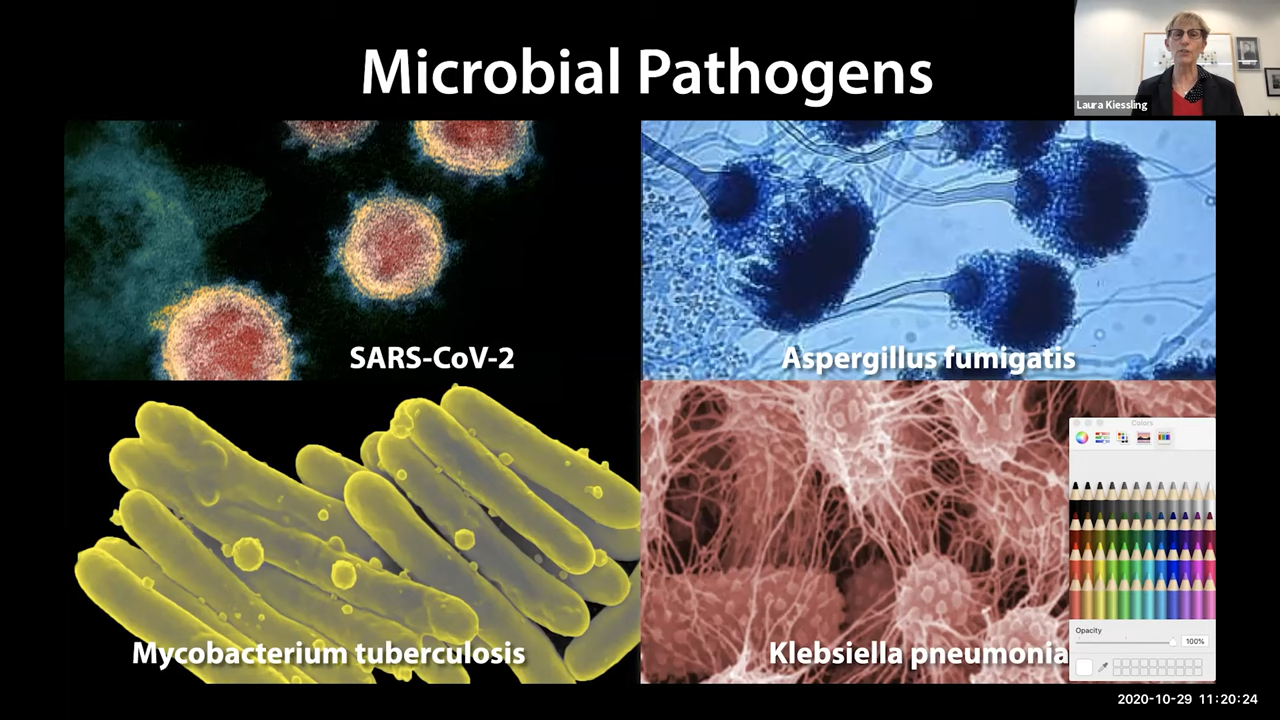 Microbial Pathogens
Laura Kiessling
SARS-CoV-2
Aspergillus fumigatis
Colors
Mycobacterium tuberculosis
Klebsiella pneumonia
Opacity
100%
2020-10-29 11:20:24